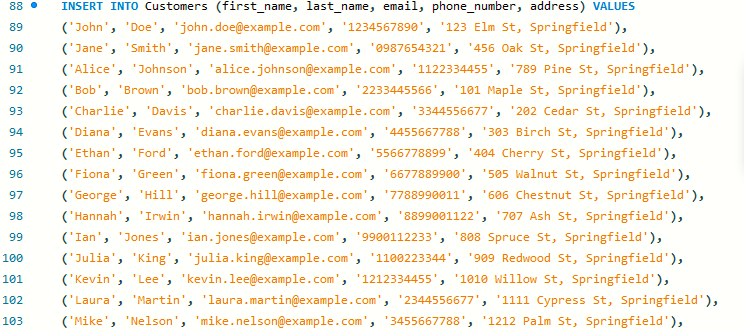 88 INSERT INTO Customers (first_name, last_name, email, phone_number, address) VALUES
89 ('John', 'Doe', 'john.doe@example.com', '1234567890', '123 Elm St, Springfield'),
90 ('Jane', 'Smith', 'jane.smith@example.com', '0987654321', '456 Oak St, Springfield'),
91 ('Alice', 'Johnson', 'alice.johnson@example.com', '1122334455', '789 Pine St, Springfield'),
92 ('Bob', 'Brown', 'bob.brown@example.com', '2233445566', '101 Maple St, Springfield'),
93 ('Charlie', 'Davis', 'charlie.davis@example.com', '3344556677', '202 Cedar St, Springfield'),
94 ('Diana', 'Evans', 'diana.evans@example.com', '4455667788', '303 Birch St, Springfield'),
95 ('Ethan', 'Ford', 'ethan.ford@example.com', '5566778899', '404 Cherry St, Springfield'),
96 ('Fiona', 'Green', 'fiona.green@example.com', '6677889900', '505 Walnut St, Springfield'),
97 ('George', 'Hill', 'george.hill@example.com', '7788990011', '606 Chestnut St, Springfield'),
98 ('Hannah', 'Irwin', 'hannah.irwin@example.com', '8899001122', '707 Ash St, Springfield'),
99 ('Ian', 'Jones', 'ian.jones@example.com', '9900112233', '808 Spruce St, Springfield'),
100 ('Julia', 'King', 'julia.king@example.com', '1100223344', '909 Redwood St, Springfield'),
101 ('Kevin', 'Lee', 'kevin.lee@example.com', '1212334455', '1010 Willow St, Springfield'),
102 ('Laura', 'Martin', 'laura.martin@example.com', '2344556677', '1111 Cypress St, Springfield'),
103 ('Mike', 'Nelson', 'mike.nelson@example.com', '3455667788', '1212 Palm St, Springfield'),